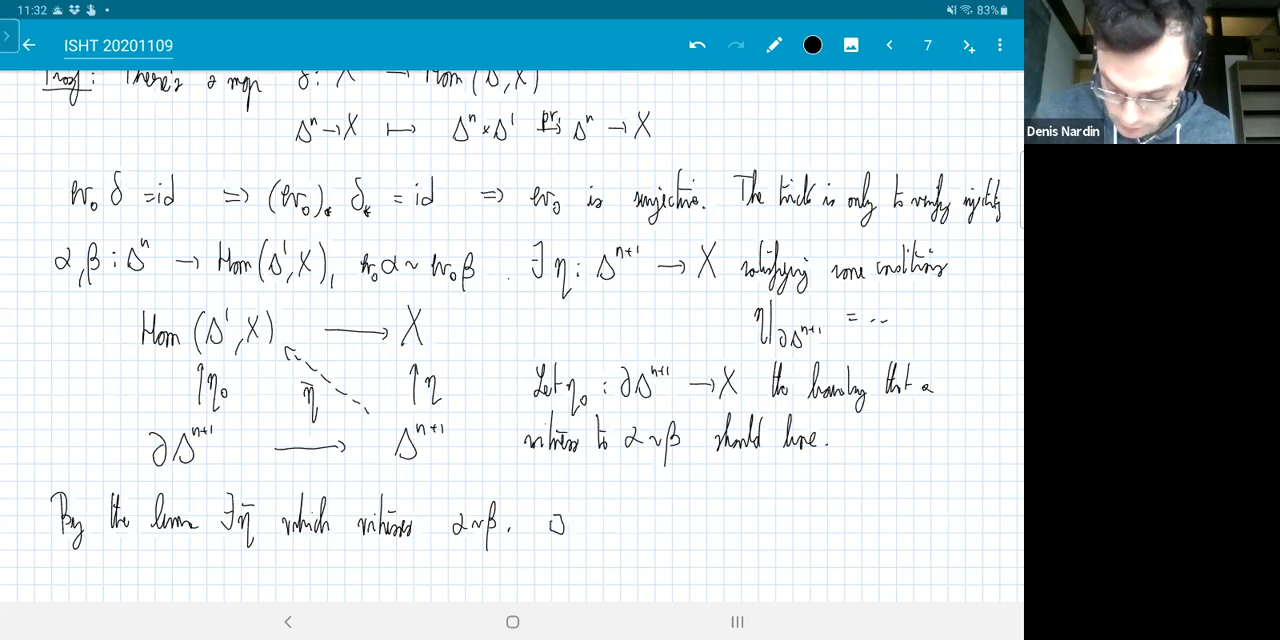 11:32
83%
ISHT 20201109
7
Proof: There's a map δ: X → Hom(Δ¹, X)
Δⁿ → X ↦ Δⁿ × Δ¹ pr₁→ Δⁿ → X
ev₀ δ = id ⇒ (ev₀)_* δ_* = id ⇒ ev₀ is surjective. The trick is only to verify injectivity
α, β : Δⁿ → Hom(Δ¹, X), ev₀α ~ ev₀β. ∃ η : Δⁿ⁺¹ → X satisfying some conditions
Hom(Δ¹, X) → X η|∂Δⁿ⁺¹ = ...
↑η₀ η̄ ↑η Let η₀ : ∂Δⁿ⁺¹ → X the boundary that a
∂Δⁿ⁺¹ → Δⁿ⁺¹ witness to α~β should have.
By the lemma ∃ η̄ which witnesses α~β. □
Denis Nardin